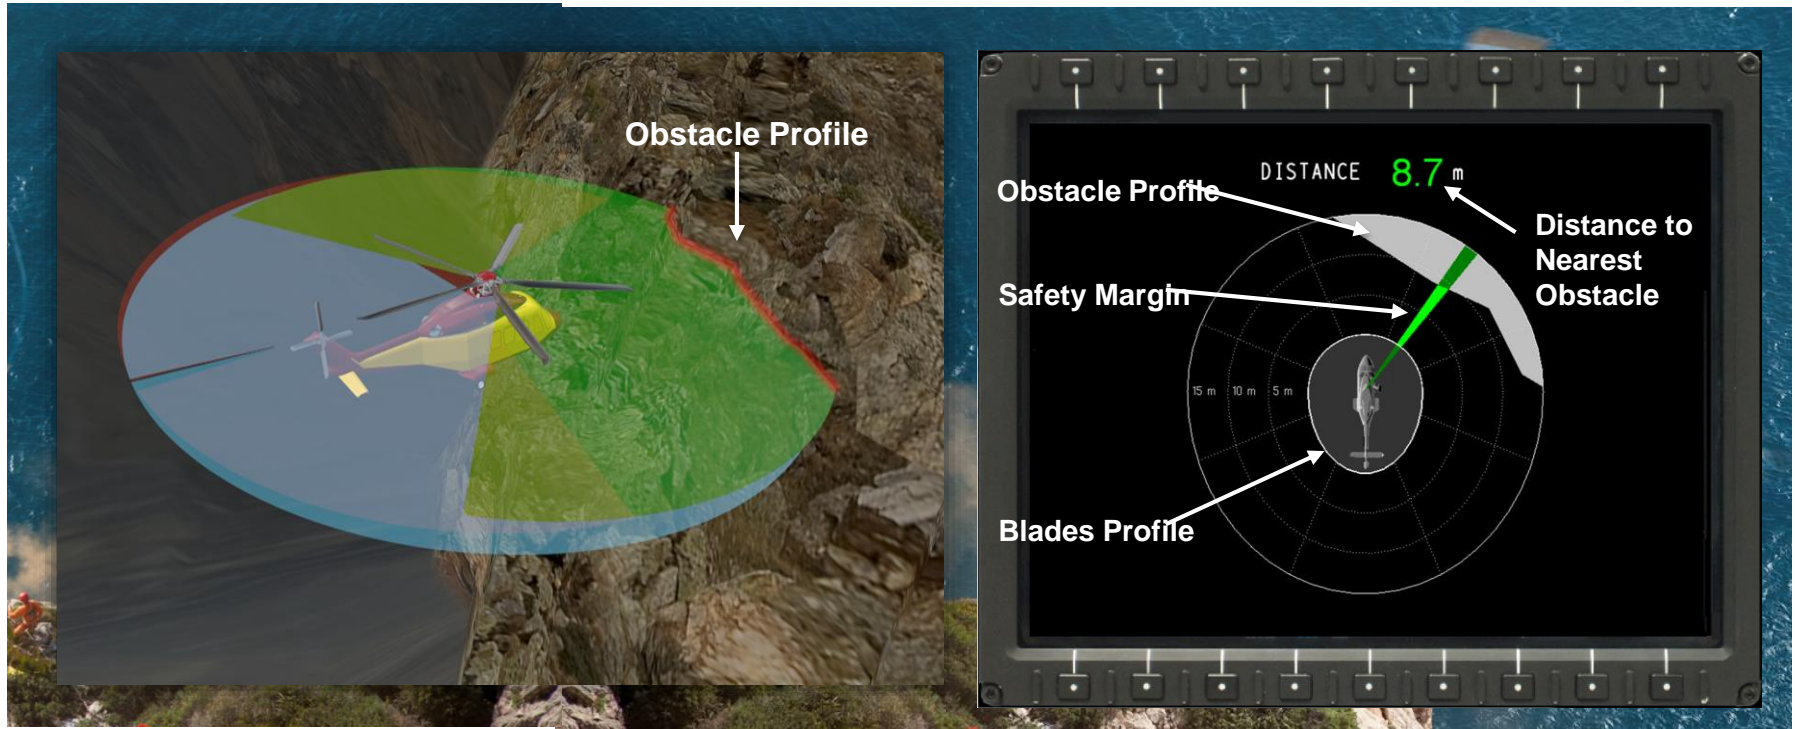 Obstacle Profile
DISTANCE 8.7 m
Obstacle Profile
Distance to
Nearest
Obstacle
Safety Margin
15 m 10 m 5 m
Blades Profile